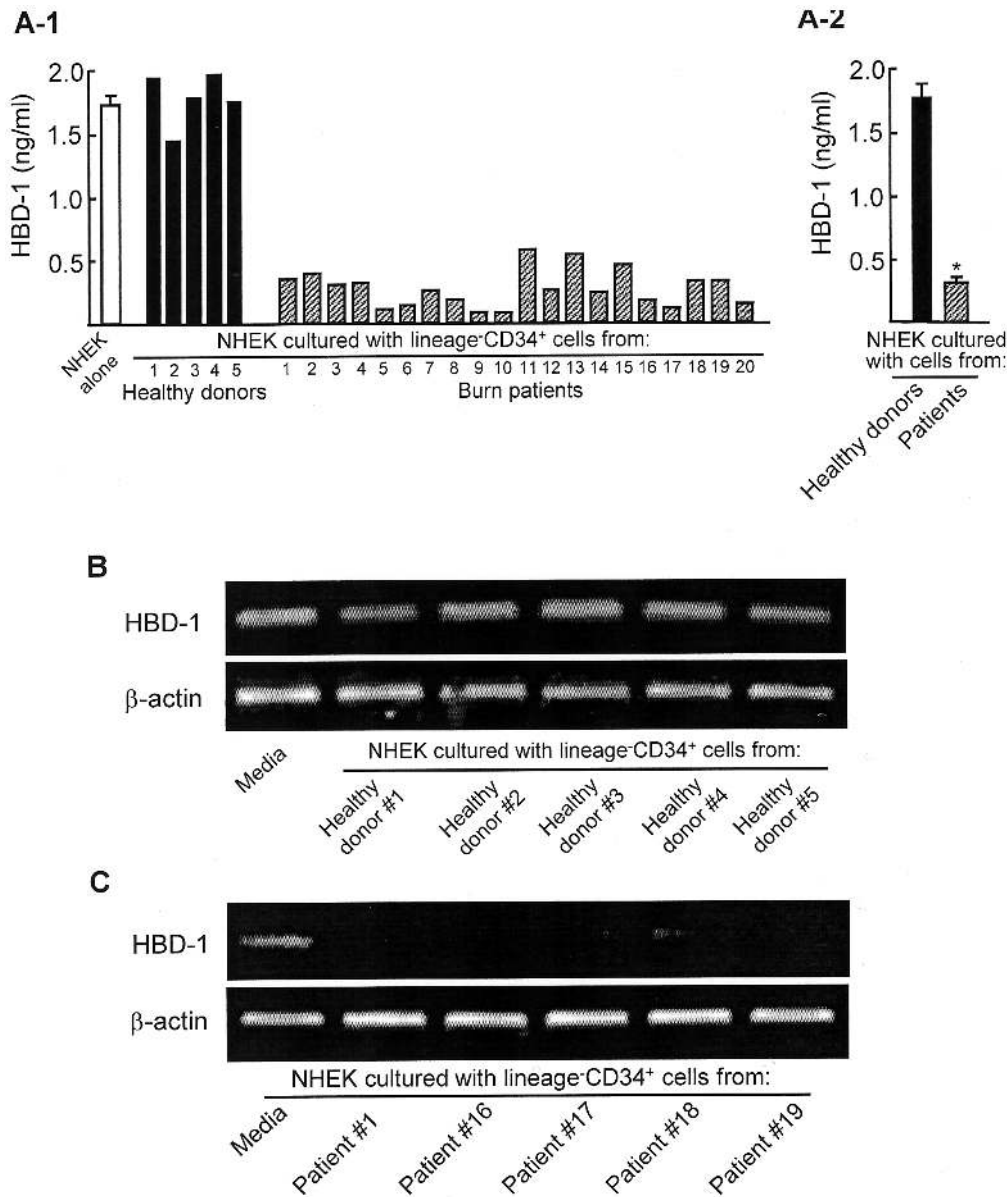 A-1
2.0
1.5
1.0
0.5
HBD-1 (ng/ml)
NHEK
alone
NHEK cultured with lineage⁻CD34⁺ cells from:
1 2 3 4 5
1 2 3 4 5 6 7 8 9 10 11 12 13 14 15 16 17 18 19 20
Healthy donors
Burn patients
A-2
2.0
1.5
1.0
0.5
HBD-1 (ng/ml)
*
NHEK cultured
with cells from:
Healthy donors
Patients
B
HBD-1
β-actin
Media
NHEK cultured with lineage⁻CD34⁺ cells from:
Healthy
donor #1
Healthy
donor #2
Healthy
donor #3
Healthy
donor #4
Healthy
donor #5
C
HBD-1
β-actin
NHEK cultured with lineage⁻CD34⁺ cells from:
Media
Patient #1
Patient #16
Patient #17
Patient #18
Patient #19